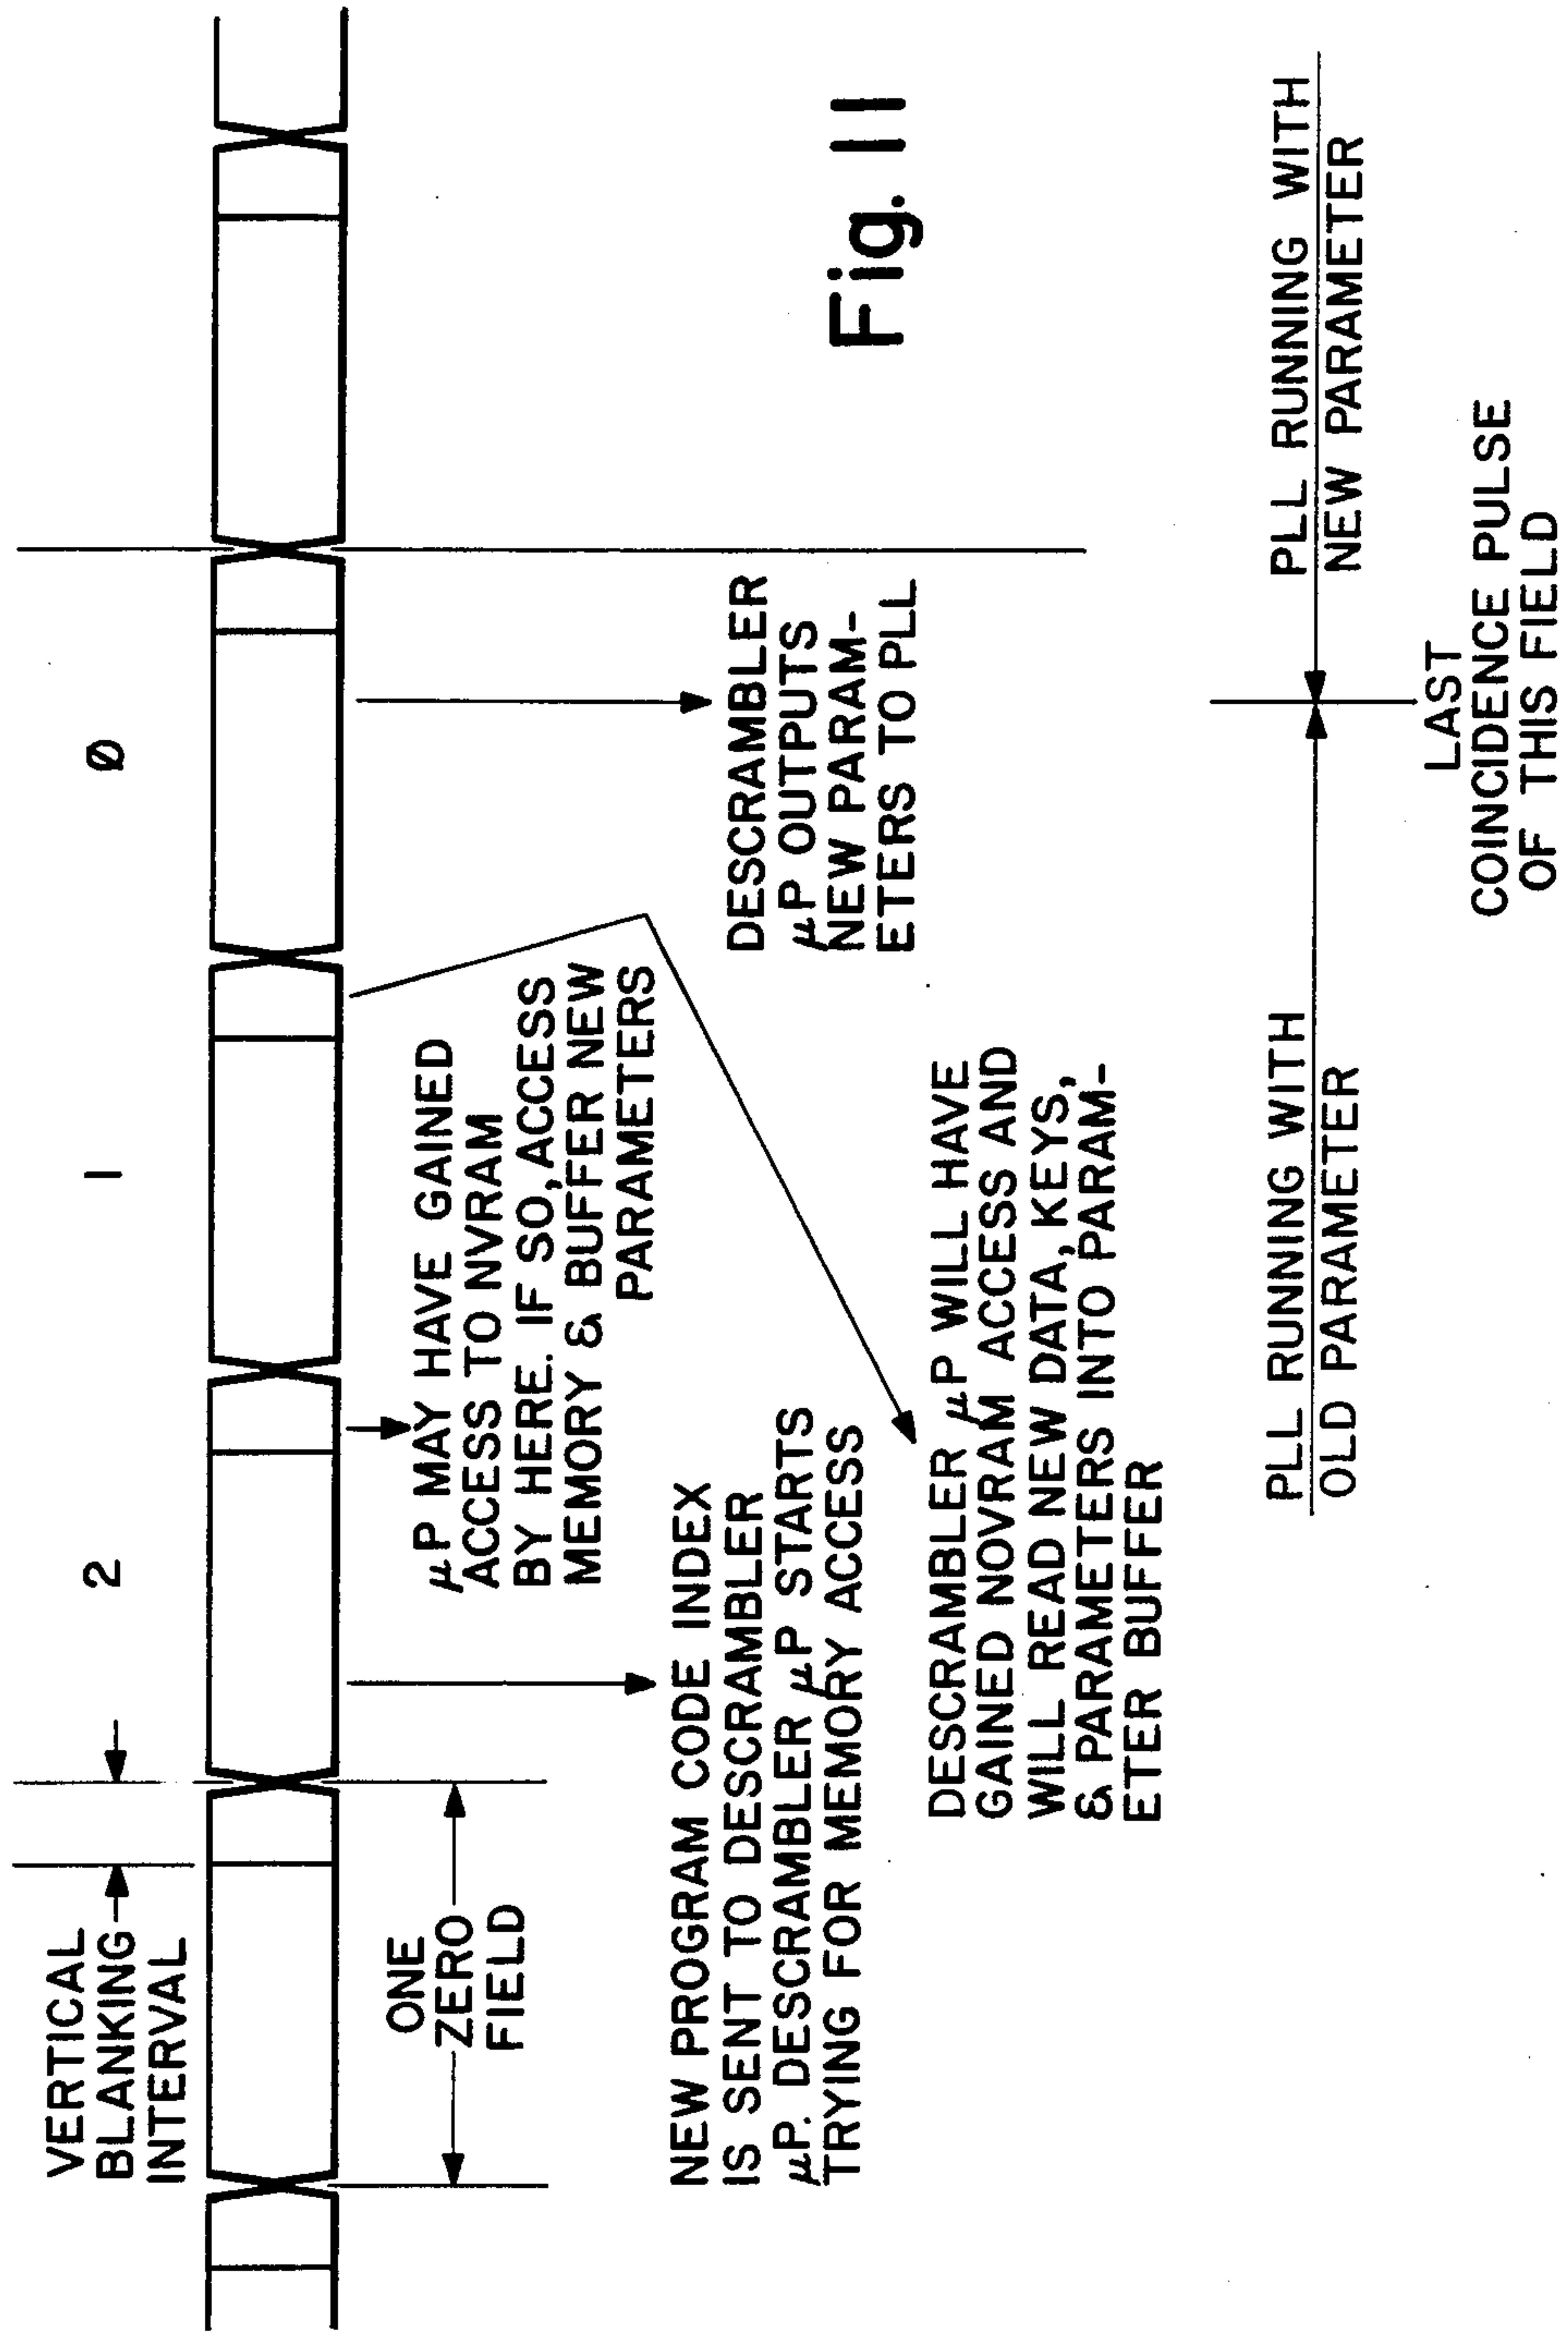 VERTICAL
BLANKING
INTERVAL
2
1
Ø
ONE
ZERO
FIELD
μP MAY HAVE GAINED
ACCESS TO NVRAM
BY HERE. IF SO, ACCESS
MEMORY & BUFFER NEW
PARAMETERS
NEW PROGRAM CODE INDEX
IS SENT TO DESCRAMBLER
μP. DESCRAMBLER μP STARTS
TRYING FOR MEMORY ACCESS
DESCRAMBLER
μP OUTPUTS
NEW PARAM-
ETERS TO PLL
DESCRAMBLER μP WILL HAVE
GAINED NOVRAM ACCESS AND
WILL READ NEW DATA, KEYS,
& PARAMETERS INTO PARAM-
ETER BUFFER
Fig. 11
PLL RUNNING WITH
OLD PARAMETER
PLL RUNNING WITH
NEW PARAMETER
LAST
COINCIDENCE PULSE
OF THIS FIELD